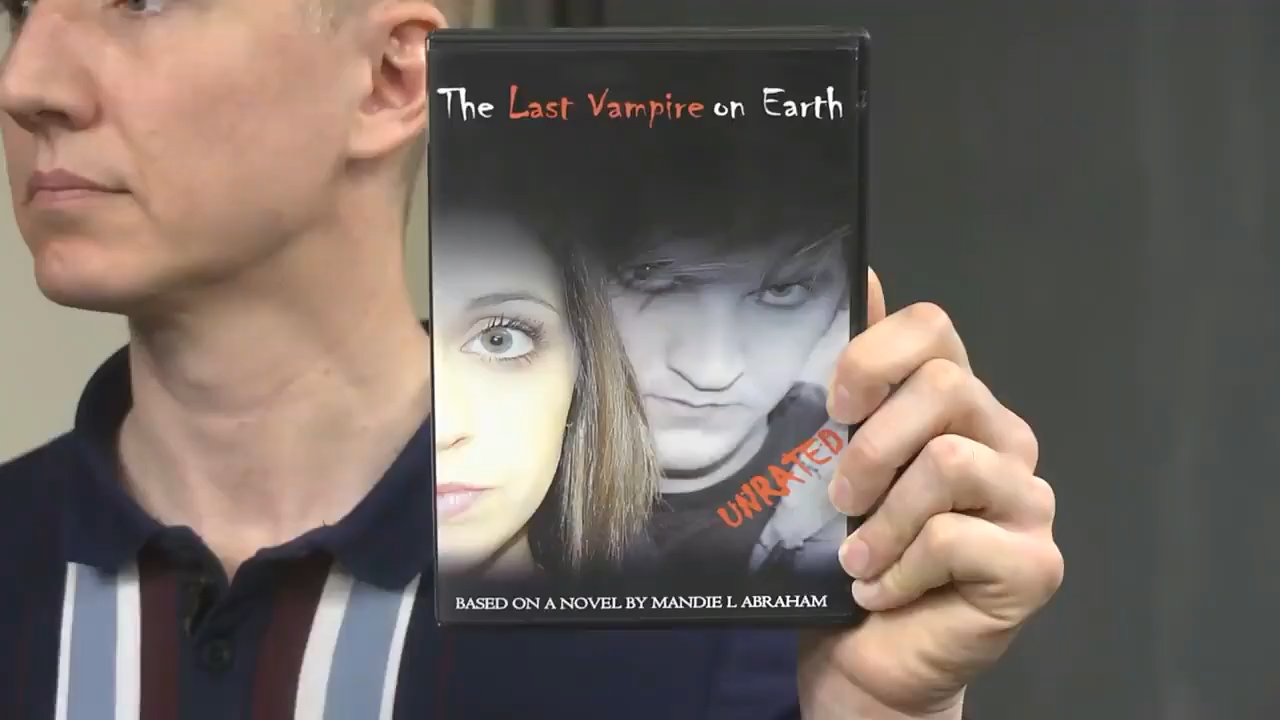 The Last Vampire on Earth
UNRATED
BASED ON A NOVEL BY MANDIE L ABRAHAM